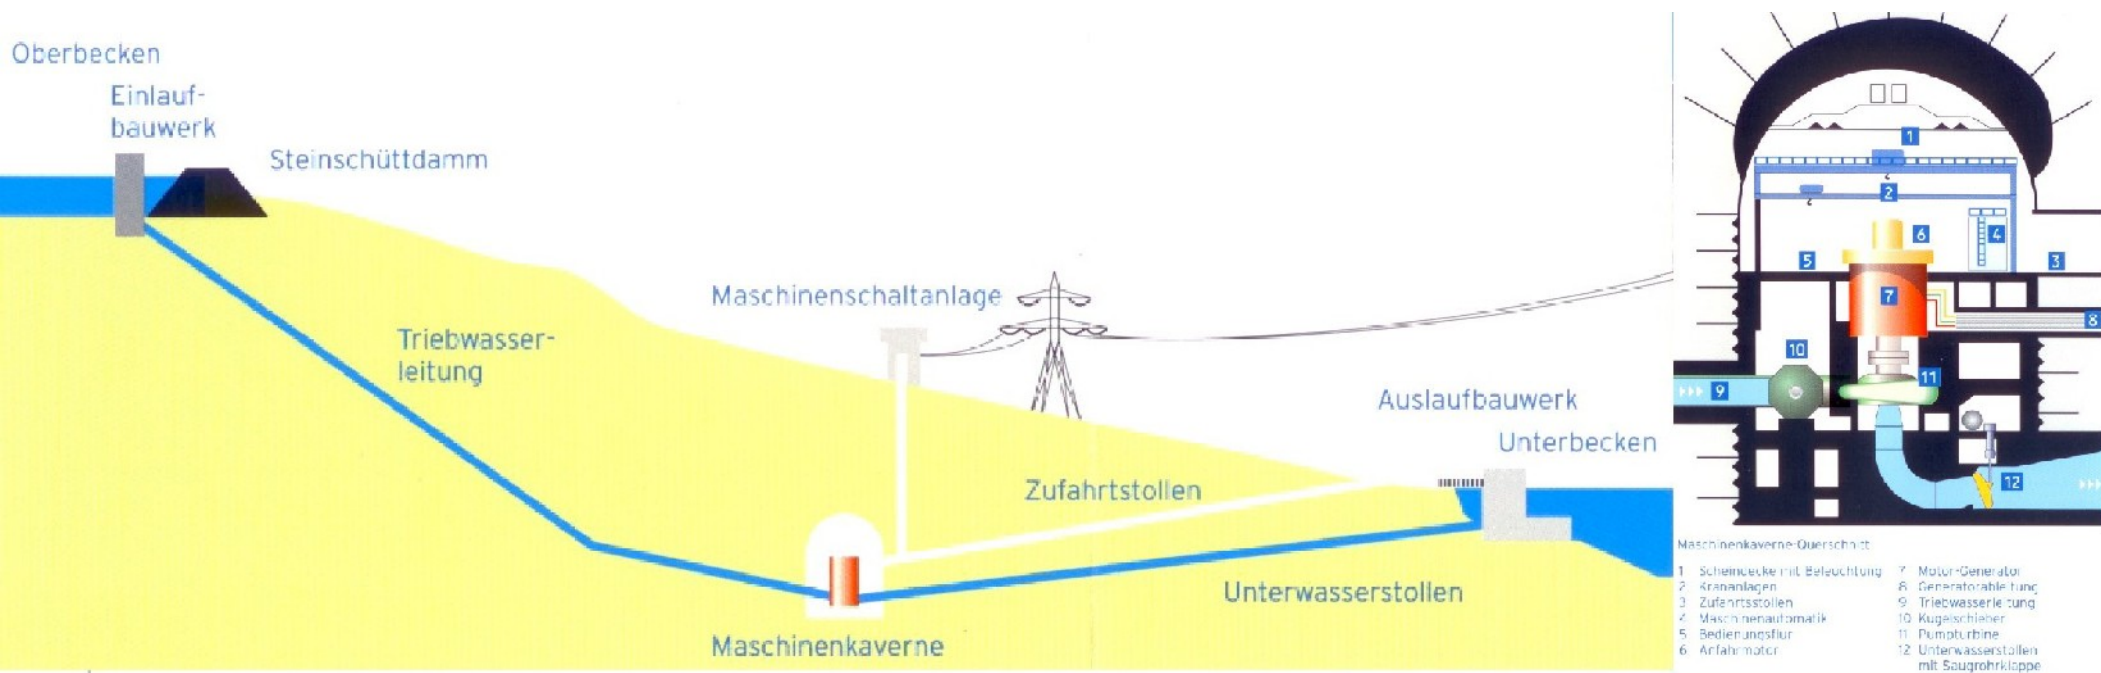 Oberbecken
Einlauf-
bauwerk
Steinschüttdamm
Triebwasser-
leitung
Maschinenschaltanlage
Auslaufbauwerk
Unterbecken
Zufahrtstollen
Unterwasserstollen
Maschinenkaverne
1
2
6
4
5
3
7
8
10
11
9
12
Maschinenkaverne-Querschnitt
1 Scheindecke mit Beleuchtung
2 Krananlagen
3 Zufahrtsstollen
4 Maschinenautomatik
5 Bedienungsflur
6 Anfahrmotor
7 Motor-Generator
8 Generatorableitung
9 Triebwasserleitung
10 Kugelschieber
11 Pumpturbine
12 Unterwasserstollen
mit Saugrohrklappe